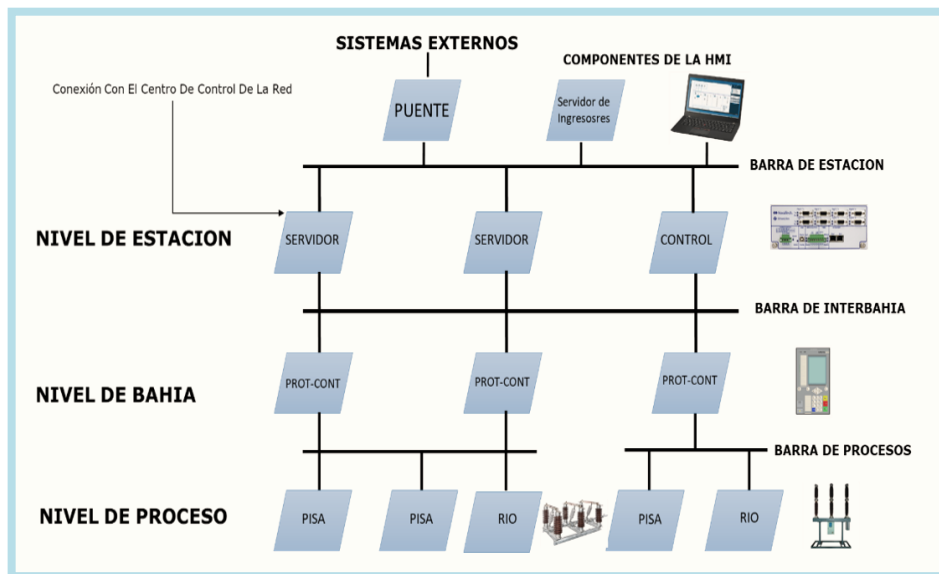 SISTEMAS EXTERNOS
COMPONENTES DE LA HMI
Conexión Con El Centro De Control De La Red
PUENTE
Servidor de
Ingresosres
BARRA DE ESTACION
NIVEL DE ESTACION
SERVIDOR
SERVIDOR
CONTROL
BARRA DE INTERBAHIA
NIVEL DE BAHIA
PROT-CONT
PROT-CONT
PROT-CONT
BARRA DE PROCESOS
NIVEL DE PROCESO
PISA
PISA
RIO
PISA
RIO